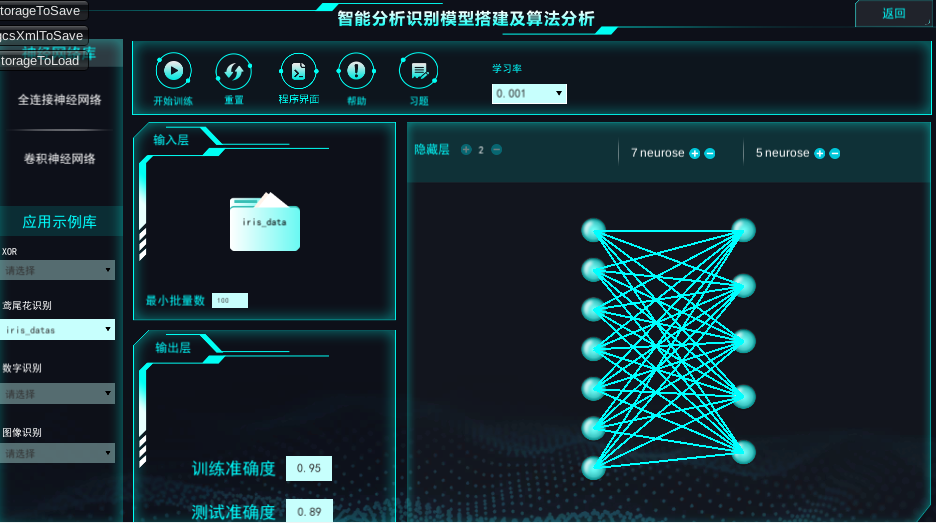 智能分析识别模型搭建及算法分析
返回
torageToSave
gcsXmlToSave
torageToLoad
神经网络库
全连接神经网络
卷积神经网络
应用示例库
XOR
请选择
鸢尾花识别
iris_datas
数字识别
请选择
图像识别
请选择
开始训练
重置
程序界面
帮助
习题
学习率
0.001
输入层
iris_data
最小批量数 100
输出层
训练准确度 0.95
测试准确度 0.89
隐藏层 2
7 neurose
5 neurose